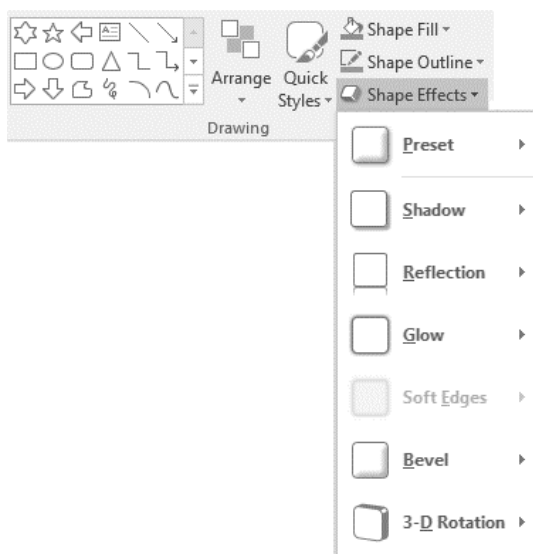 Shape Fill
Shape Outline
Arrange Quick Styles
Shape Effects
Drawing
Preset
Shadow
Reflection
Glow
Soft Edges
Bevel
3-D Rotation